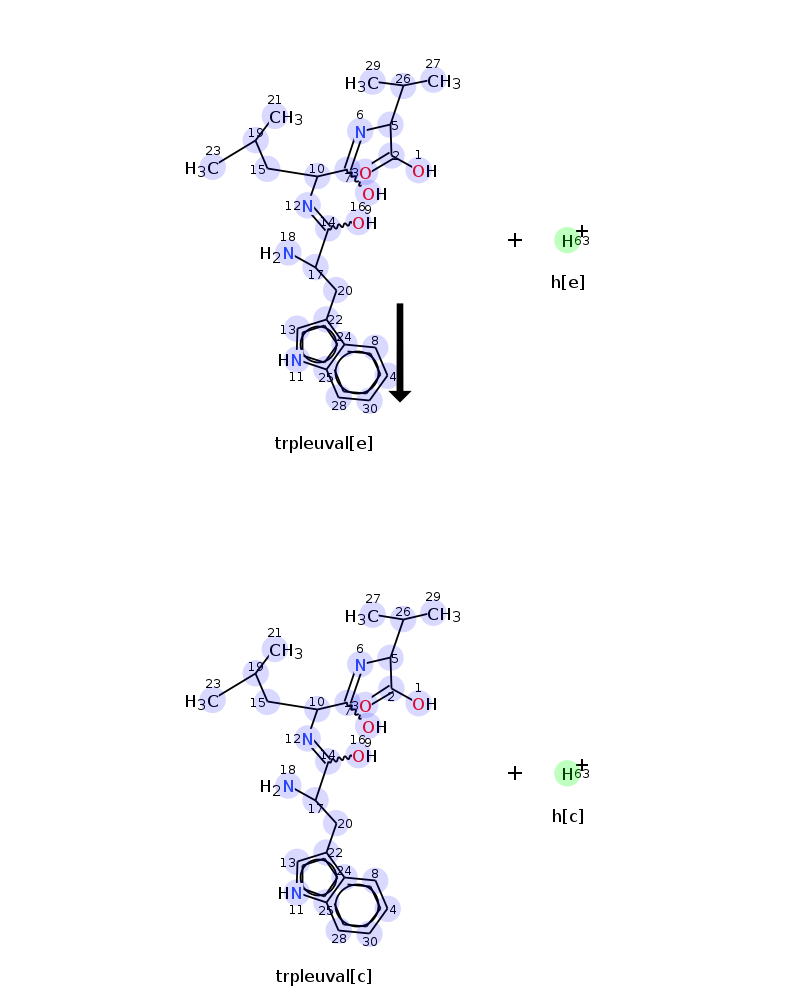 29
27
26
H3C
CH3
21
6
CH3
19
N
5
23
2
1
H3C
15
10
7
3
O
OH
12
N
OH
16
9
14
OH
18
H2N
17
20
22
13
24
8
HN
25
4
11
28
30
+
H+
63
h[e]
trpleuval[e]
27
29
26
H3C
CH3
21
6
CH3
19
N
5
23
2
1
H3C
15
10
7
3
O
OH
12
N
OH
16
9
14
OH
18
H2N
17
20
22
13
24
8
HN
25
4
11
28
30
+
H+
63
h[c]
trpleuval[c]